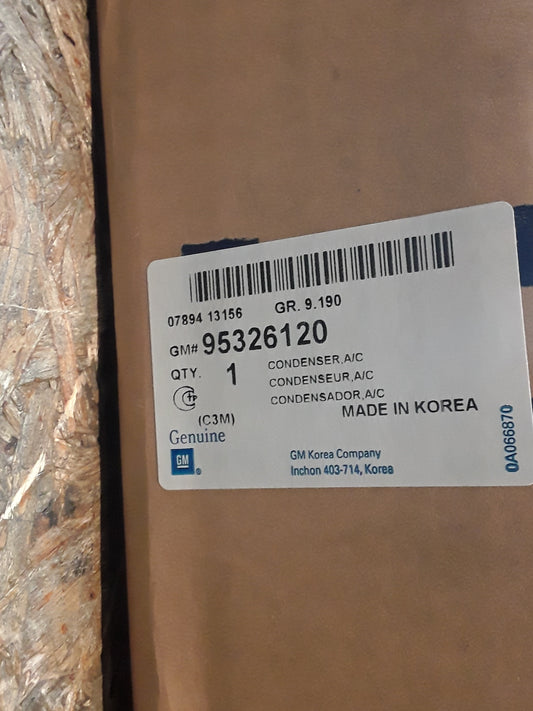 07894 13156 GR. 9.190
GM# 95326120
QTY. 1 CONDENSER,A/C
CONDENSEUR,A/C
CONDENSADOR,A/C
(C3M) MADE IN KOREA
Genuine
GM ®
GM Korea Company
Inchon 403-714, Korea
0A066870